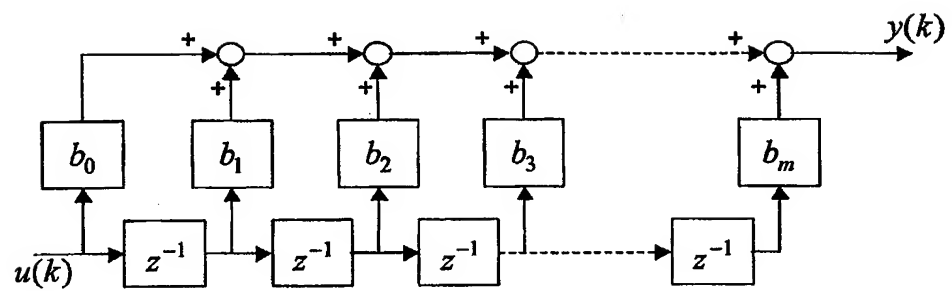 + + + + y(k)
+ + + +
b₀ b₁ b₂ b₃ bₘ
u(k) z⁻¹ z⁻¹ z⁻¹ z⁻¹